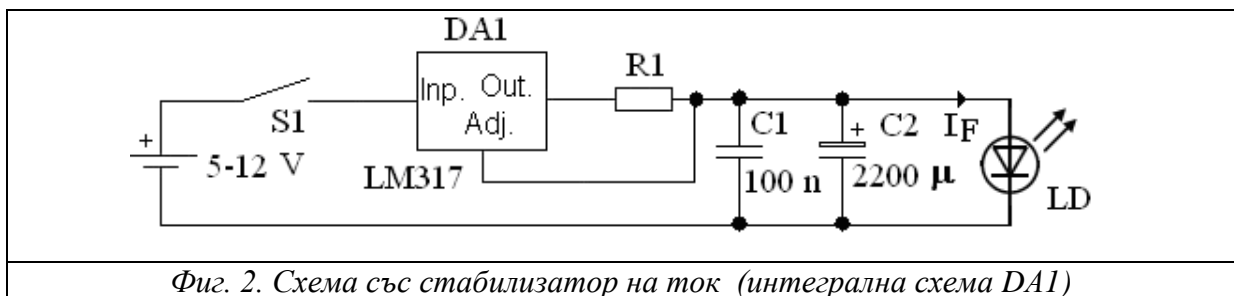 DA1
Inp. Out.
Adj.
R1
S1
+
5-12 V
LM317
C1
100 n
+ C2
2200 µ
I_F
LD
Фиг. 2. Схема със стабилизатор на ток (интегрална схема DA1)